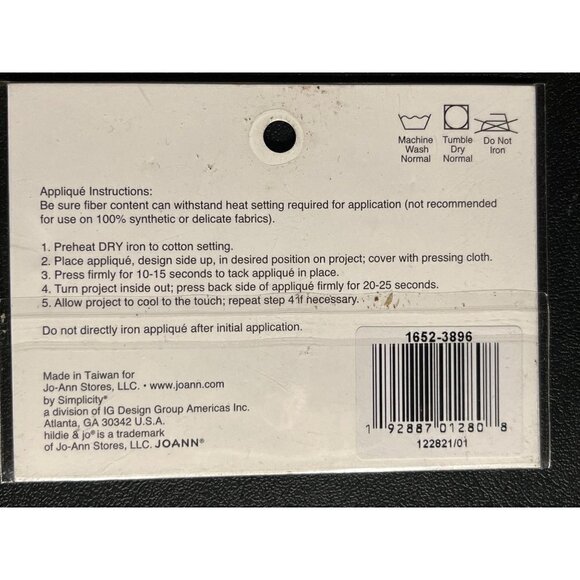 Machine Wash Normal
Tumble Dry Normal
Do Not Iron
Appliqué Instructions:
Be sure fiber content can withstand heat setting required for application (not recommended
for use on 100% synthetic or delicate fabrics).
1. Preheat DRY iron to cotton setting.
2. Place appliqué, design side up, in desired position on project; cover with pressing cloth.
3. Press firmly for 10-15 seconds to tack appliqué in place.
4. Turn project inside out; press back side of appliqué firmly for 20-25 seconds.
5. Allow project to cool to the touch; repeat step 4 if necessary.
Do not directly iron appliqué after initial application.
Made in Taiwan for
Jo-Ann Stores, LLC. • www.joann.com
by Simplicity®
a division of IG Design Group Americas Inc.
Atlanta, GA 30342 U.S.A.
hildie & jo® is a trademark
of Jo-Ann Stores, LLC. JOANN®
1652-3896
1 92887 01280 8
122821/01